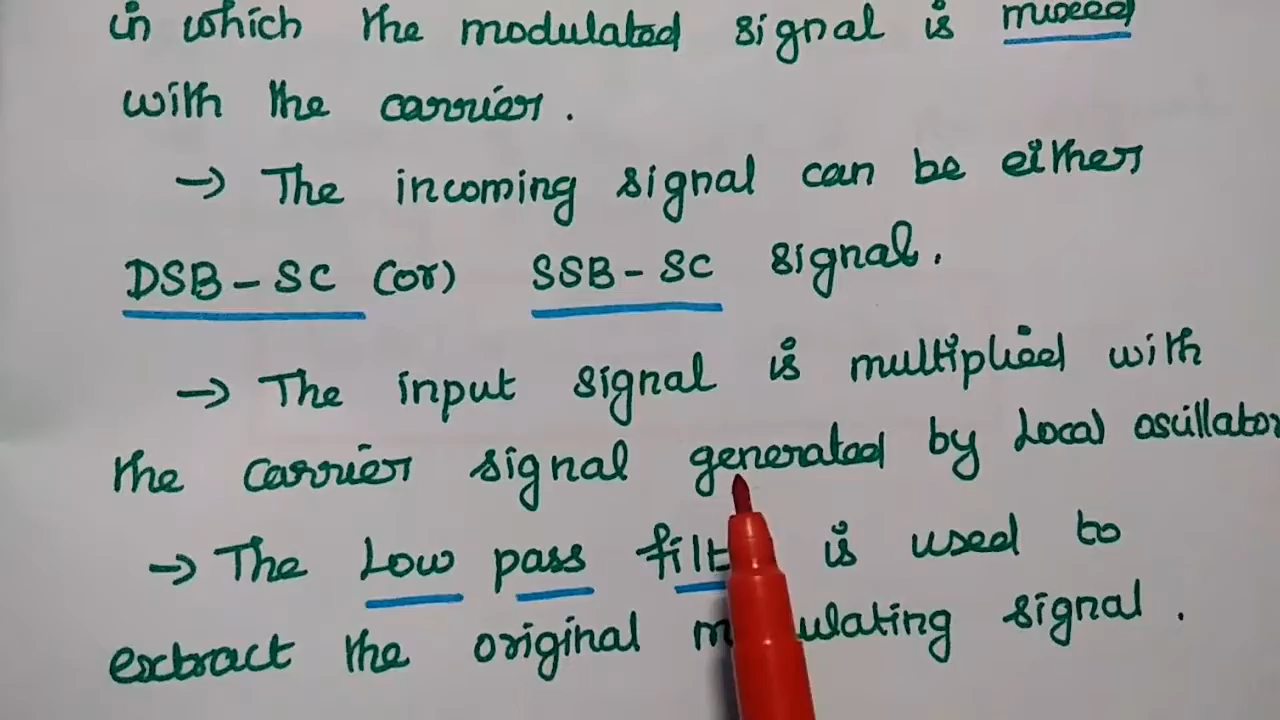 in which the modulated signal is mixed
with the carrier.
→ The incoming signal can be either
DSB-SC (or) SSB-SC signal.
→ The input signal is multiplied with
the carrier signal generated by Local oscillator
→ The Low pass filt is used to
extract the original m ulating signal.